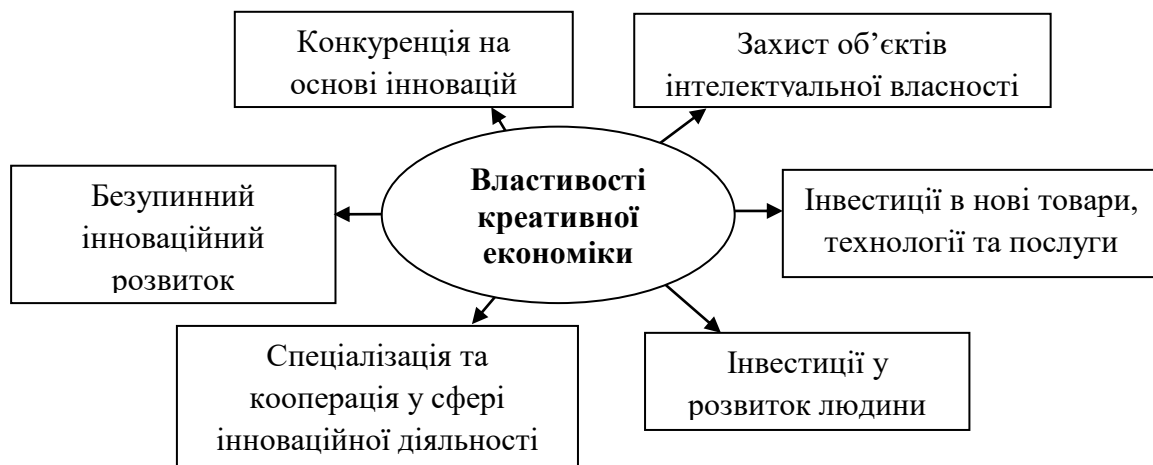 Конкуренція на
основі інновацій
Захист об’єктів
інтелектуальної власності
Безупинний
інноваційний
розвиток
Властивості
креативної
економіки
Інвестиції в нові товари,
технології та послуги
Спеціалізація та
кооперація у сфері
інноваційної діяльності
Інвестиції у
розвиток людини